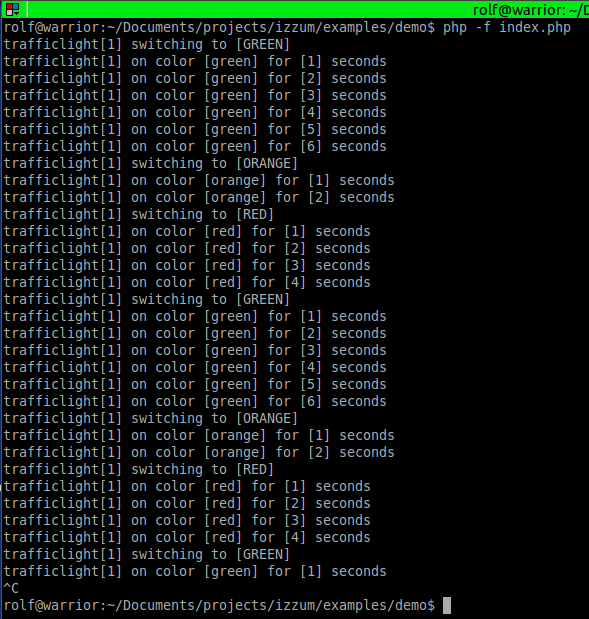 rolf@warrior: ~/D
rolf@warrior:~/Documents/projects/izzum/examples/demo$ php -f index.php
trafficlight[1] switching to [GREEN]
trafficlight[1] on color [green] for [1] seconds
trafficlight[1] on color [green] for [2] seconds
trafficlight[1] on color [green] for [3] seconds
trafficlight[1] on color [green] for [4] seconds
trafficlight[1] on color [green] for [5] seconds
trafficlight[1] on color [green] for [6] seconds
trafficlight[1] switching to [ORANGE]
trafficlight[1] on color [orange] for [1] seconds
trafficlight[1] on color [orange] for [2] seconds
trafficlight[1] switching to [RED]
trafficlight[1] on color [red] for [1] seconds
trafficlight[1] on color [red] for [2] seconds
trafficlight[1] on color [red] for [3] seconds
trafficlight[1] on color [red] for [4] seconds
trafficlight[1] switching to [GREEN]
trafficlight[1] on color [green] for [1] seconds
trafficlight[1] on color [green] for [2] seconds
trafficlight[1] on color [green] for [3] seconds
trafficlight[1] on color [green] for [4] seconds
trafficlight[1] on color [green] for [5] seconds
trafficlight[1] on color [green] for [6] seconds
trafficlight[1] switching to [ORANGE]
trafficlight[1] on color [orange] for [1] seconds
trafficlight[1] on color [orange] for [2] seconds
trafficlight[1] switching to [RED]
trafficlight[1] on color [red] for [1] seconds
trafficlight[1] on color [red] for [2] seconds
trafficlight[1] on color [red] for [3] seconds
trafficlight[1] on color [red] for [4] seconds
trafficlight[1] switching to [GREEN]
trafficlight[1] on color [green] for [1] seconds
^C
rolf@warrior:~/Documents/projects/izzum/examples/demo$